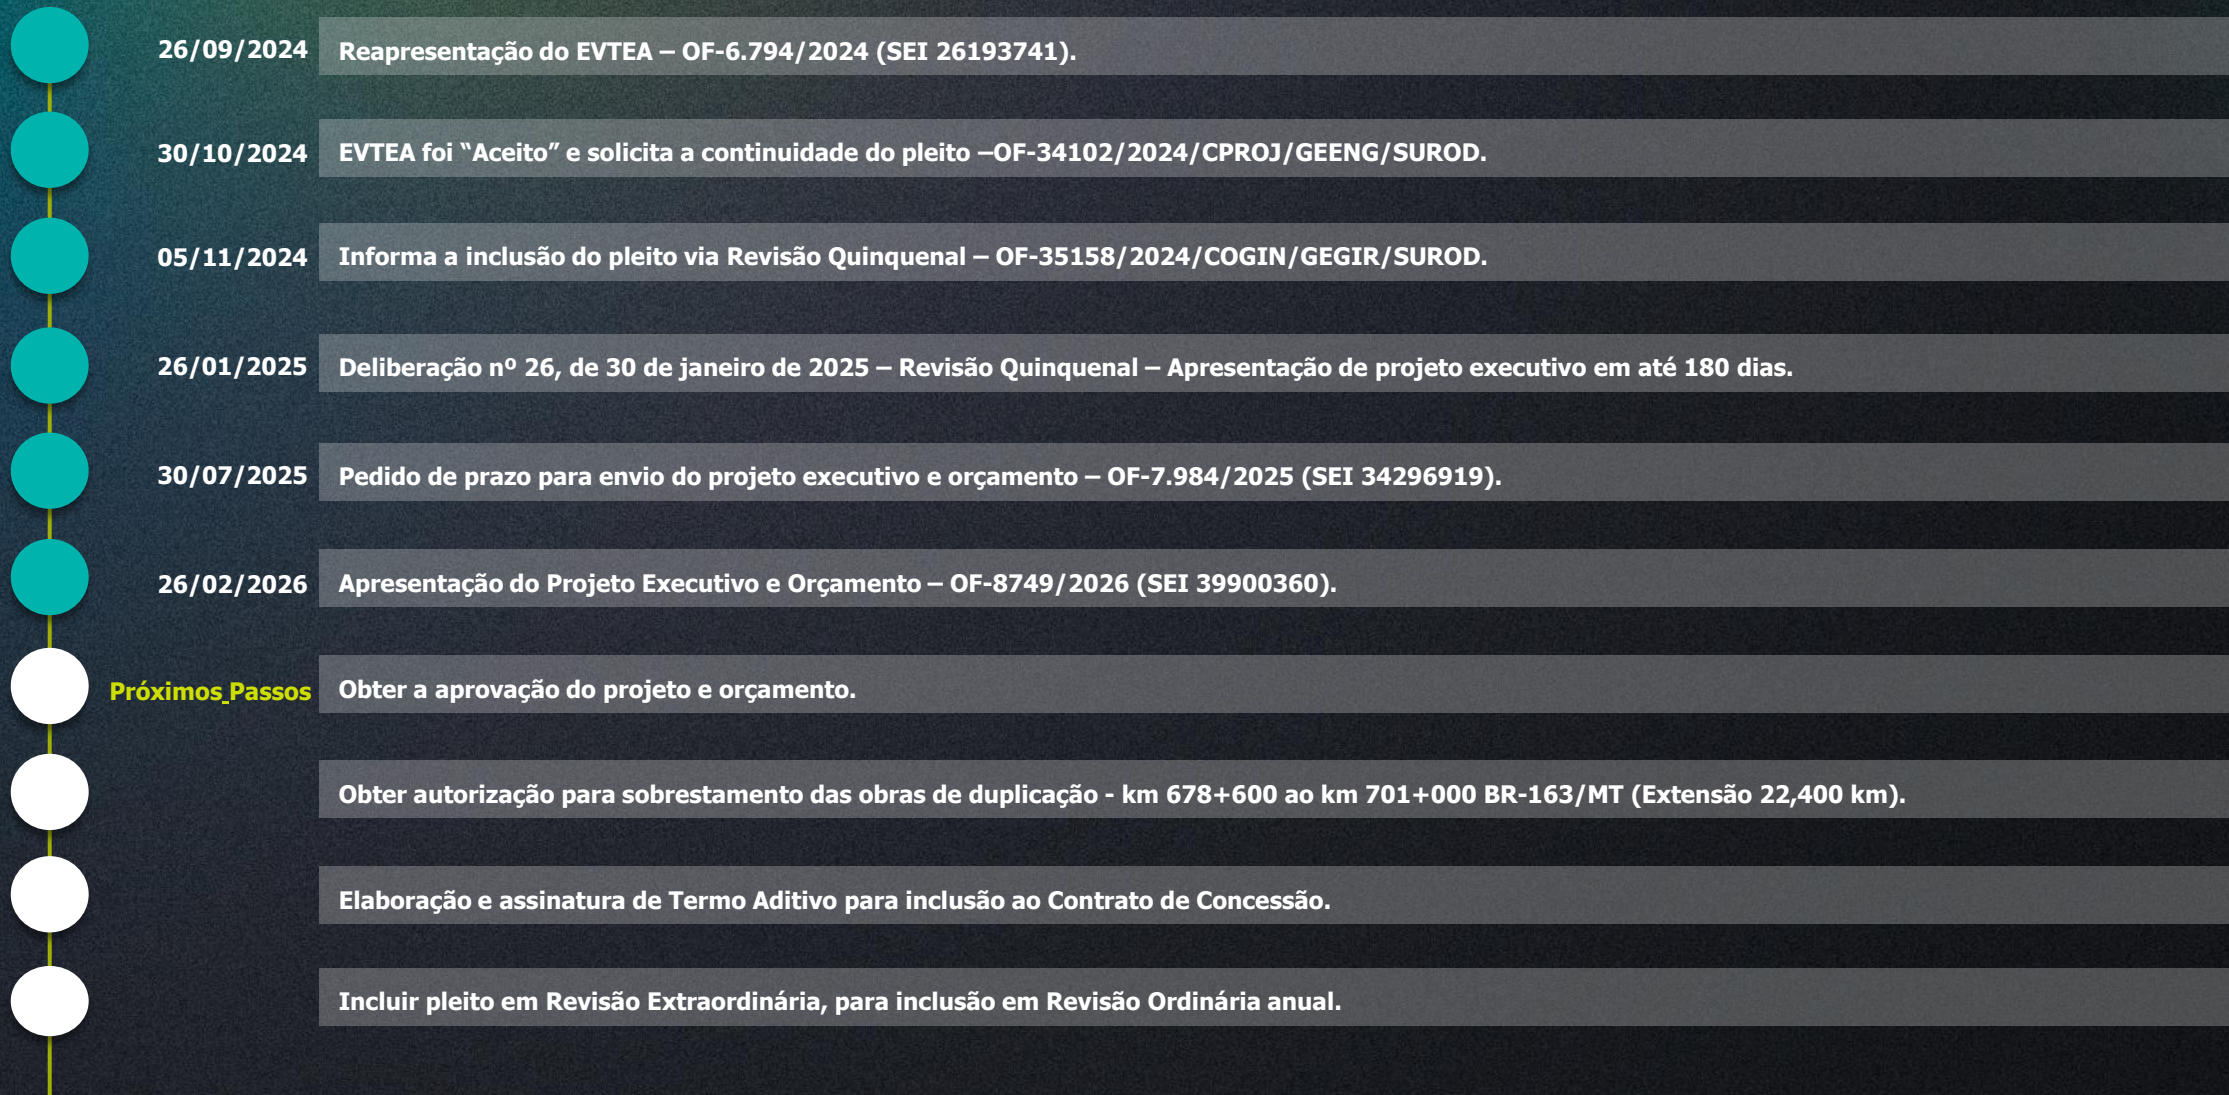 26/09/2024 Reapresentação do EVTEA – OF-6.794/2024 (SEI 26193741).
30/10/2024 EVTEA foi “Aceito” e solicita a continuidade do pleito –OF-34102/2024/CPROJ/GEENG/SUROD.
05/11/2024 Informa a inclusão do pleito via Revisão Quinquenal – OF-35158/2024/COGIN/GEGIR/SUROD.
26/01/2025 Deliberação nº 26, de 30 de janeiro de 2025 – Revisão Quinquenal – Apresentação de projeto executivo em até 180 dias.
30/07/2025 Pedido de prazo para envio do projeto executivo e orçamento – OF-7.984/2025 (SEI 34296919).
26/02/2026 Apresentação do Projeto Executivo e Orçamento – OF-8749/2026 (SEI 39900360).
Próximos Passos Obter a aprovação do projeto e orçamento.
Obter autorização para sobrestamento das obras de duplicação - km 678+600 ao km 701+000 BR-163/MT (Extensão 22,400 km).
Elaboração e assinatura de Termo Aditivo para inclusão ao Contrato de Concessão.
Incluir pleito em Revisão Extraordinária, para inclusão em Revisão Ordinária anual.